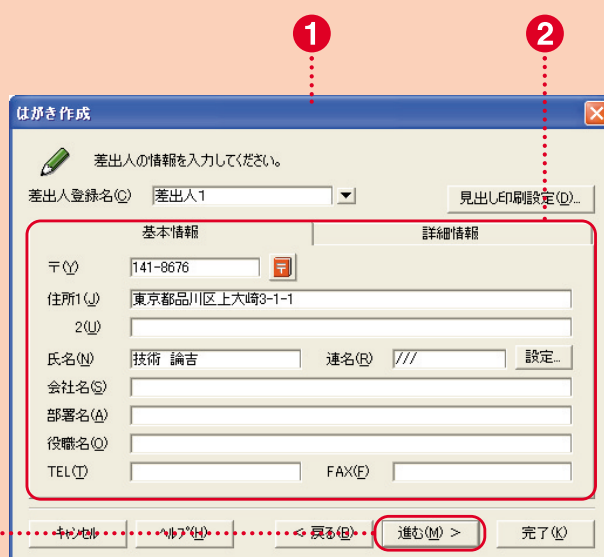 1 2
はがき作成
差出人の情報を入力してください。
差出人登録名(C) 差出人1 見出し印刷設定(D)...
基本情報 詳細情報
〒(Y) 141-8676 〒
住所1(J) 東京都品川区上大崎3-1-1
2(U)
氏名(N) 技術 論吉 連名(R) /// 設定...
会社名(S)
部署名(A)
役職名(O)
TEL(T) FAX(F)
キャンセル ヘルプ(H) < 戻る(B) 進む(M) > 完了(K)